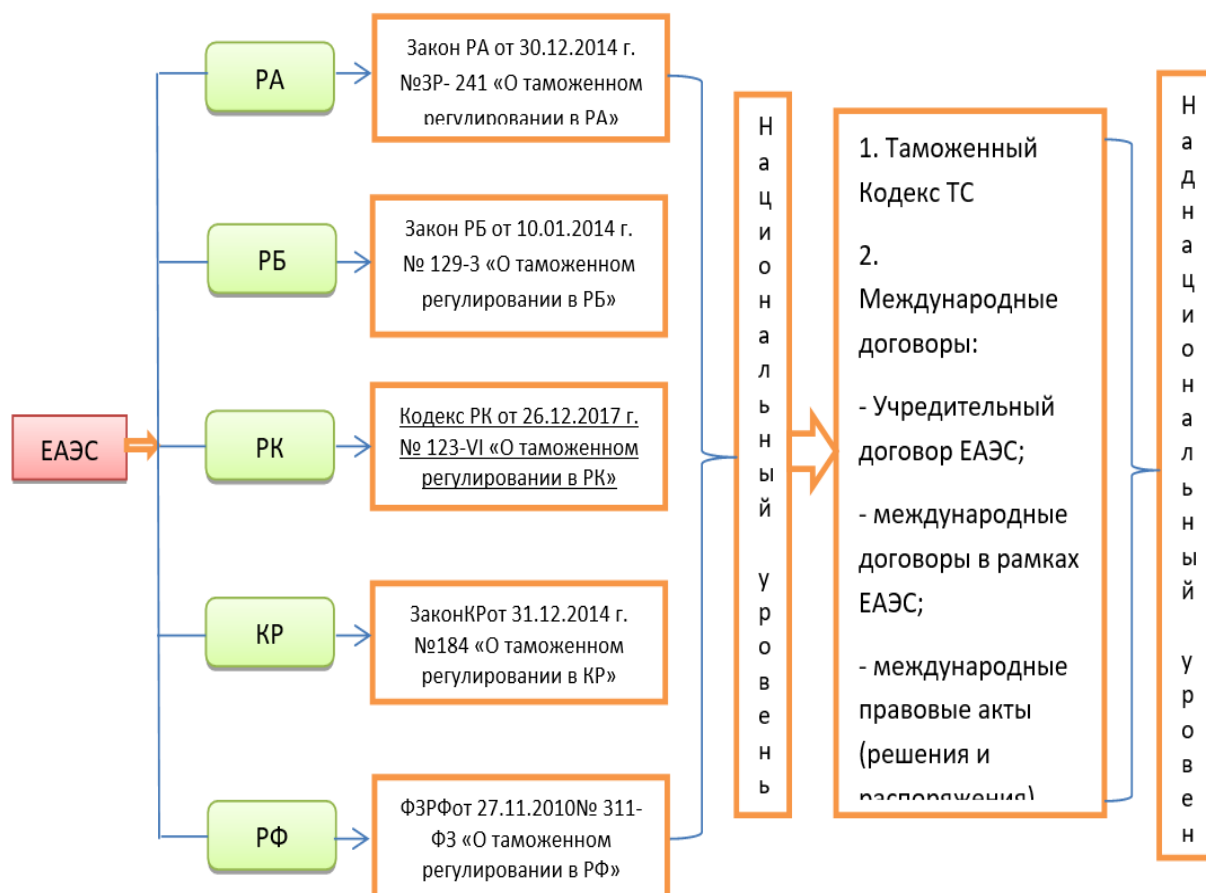 ЕАЭС
РА
Закон РА от 30.12.2014 г.
№ЗР- 241 «О таможенном
регулировании в РА»
РБ
Закон РБ от 10.01.2014 г.
№ 129-З «О таможенном
регулировании в РБ»
РК
Кодекс РК от 26.12.2017 г.
№ 123-VI «О таможенном
регулировании в РК»
КР
ЗаконКРот 31.12.2014 г.
№184 «О таможенном
регулировании в КР»
РФ
ФЗРФот 27.11.2010№ 311-
ФЗ «О таможенном
регулировании в РФ»
Национальный уровень
1. Таможенный
Кодекс ТС
2.
Международные
договоры:
- Учредительный
договор ЕАЭС;
- международные
договоры в рамках
ЕАЭС;
- международные
правовые акты
(решения и
распоряжения)
Наднациональный уровен